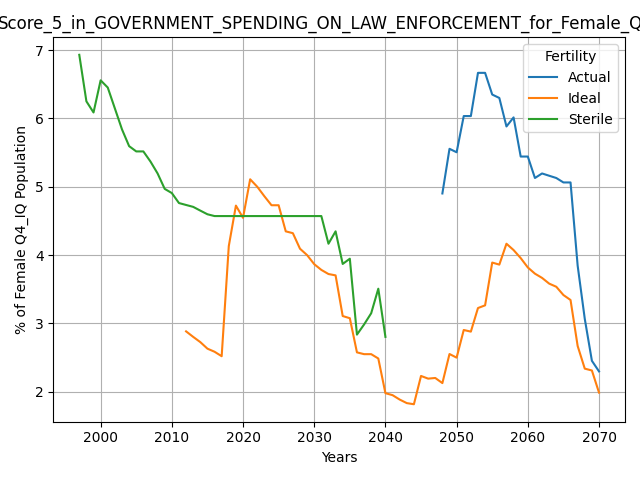 Score_5_in_GOVERNMENT_SPENDING_ON_LAW_ENFORCEMENT_for_Female_Q
Fertility
Actual
Ideal
Sterile
% of Female Q4_IQ Population
7
6
5
4
3
2
2000 2010 2020 2030 2040 2050 2060 2070
Years